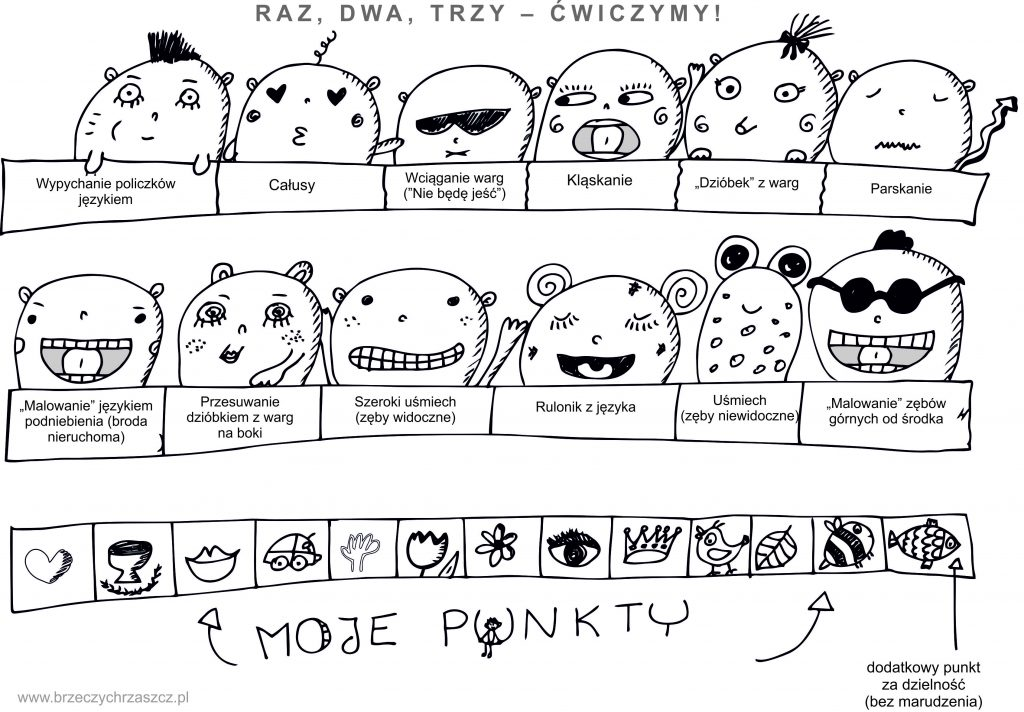 RAZ, DWA, TRZY – ĆWICZYMY!
Wypychanie policzków
językiem
Całusy
Wciąganie warg
("Nie będę jeść")
Kląskanie
„Dzióbek” z warg
Parskanie
„Malowanie” językiem
podniebienia (broda
nieruchoma)
Przesuwanie
dzióbkiem z warg
na boki
Szeroki uśmiech
(zęby widoczne)
Rulonik z języka
Uśmiech
(zęby niewidoczne)
„Malowanie” zębów
górnych od środka
MOJE PUNKTY
dodatkowy punkt
za dzielność
(bez marudzenia)
www.brzeczychrzaszcz.pl